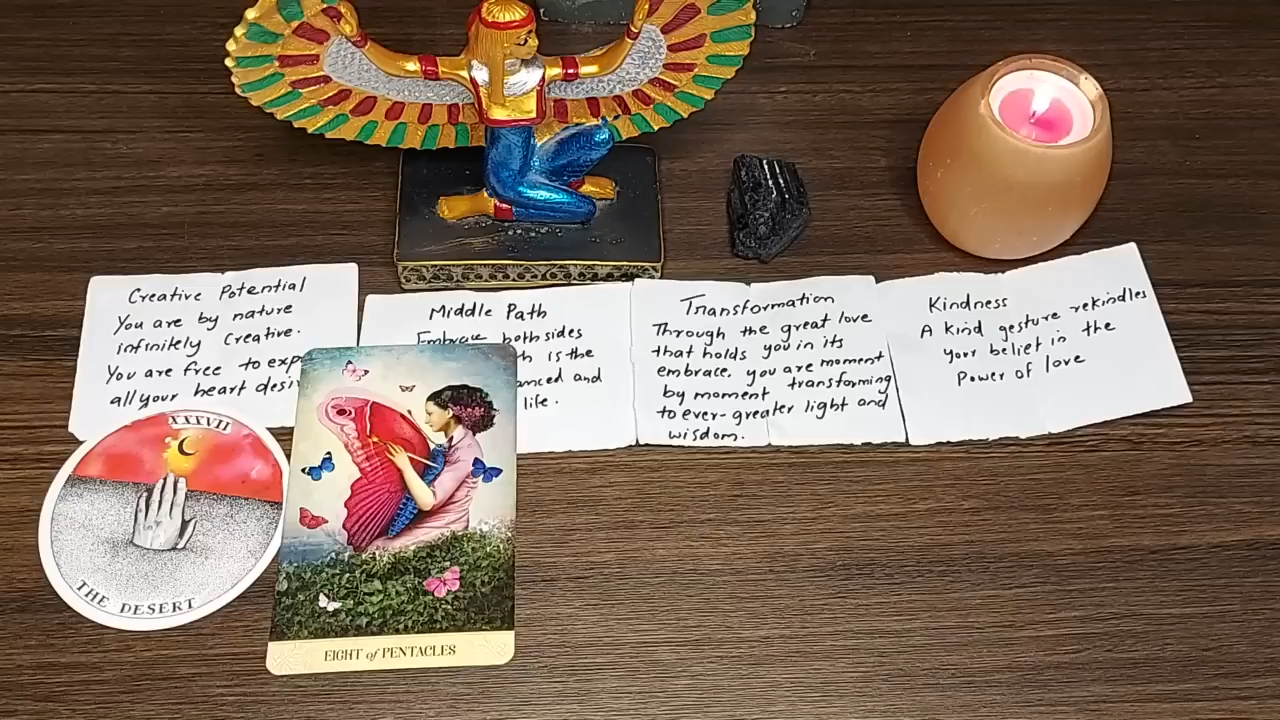 Creative Potential
You are by nature
infinitely creative.
You are free to exp
all your heart desi
Middle Path
Embrace both sides
th is the
anced and
life.
Transformation
Through the great love
that holds you in its
embrace, you are moment
by moment transforming
to ever-greater light and
wisdom.
Kindness
A kind gesture rekindles
your belief in the
Power of love
XXXVII
THE DESERT
EIGHT of PENTACLES